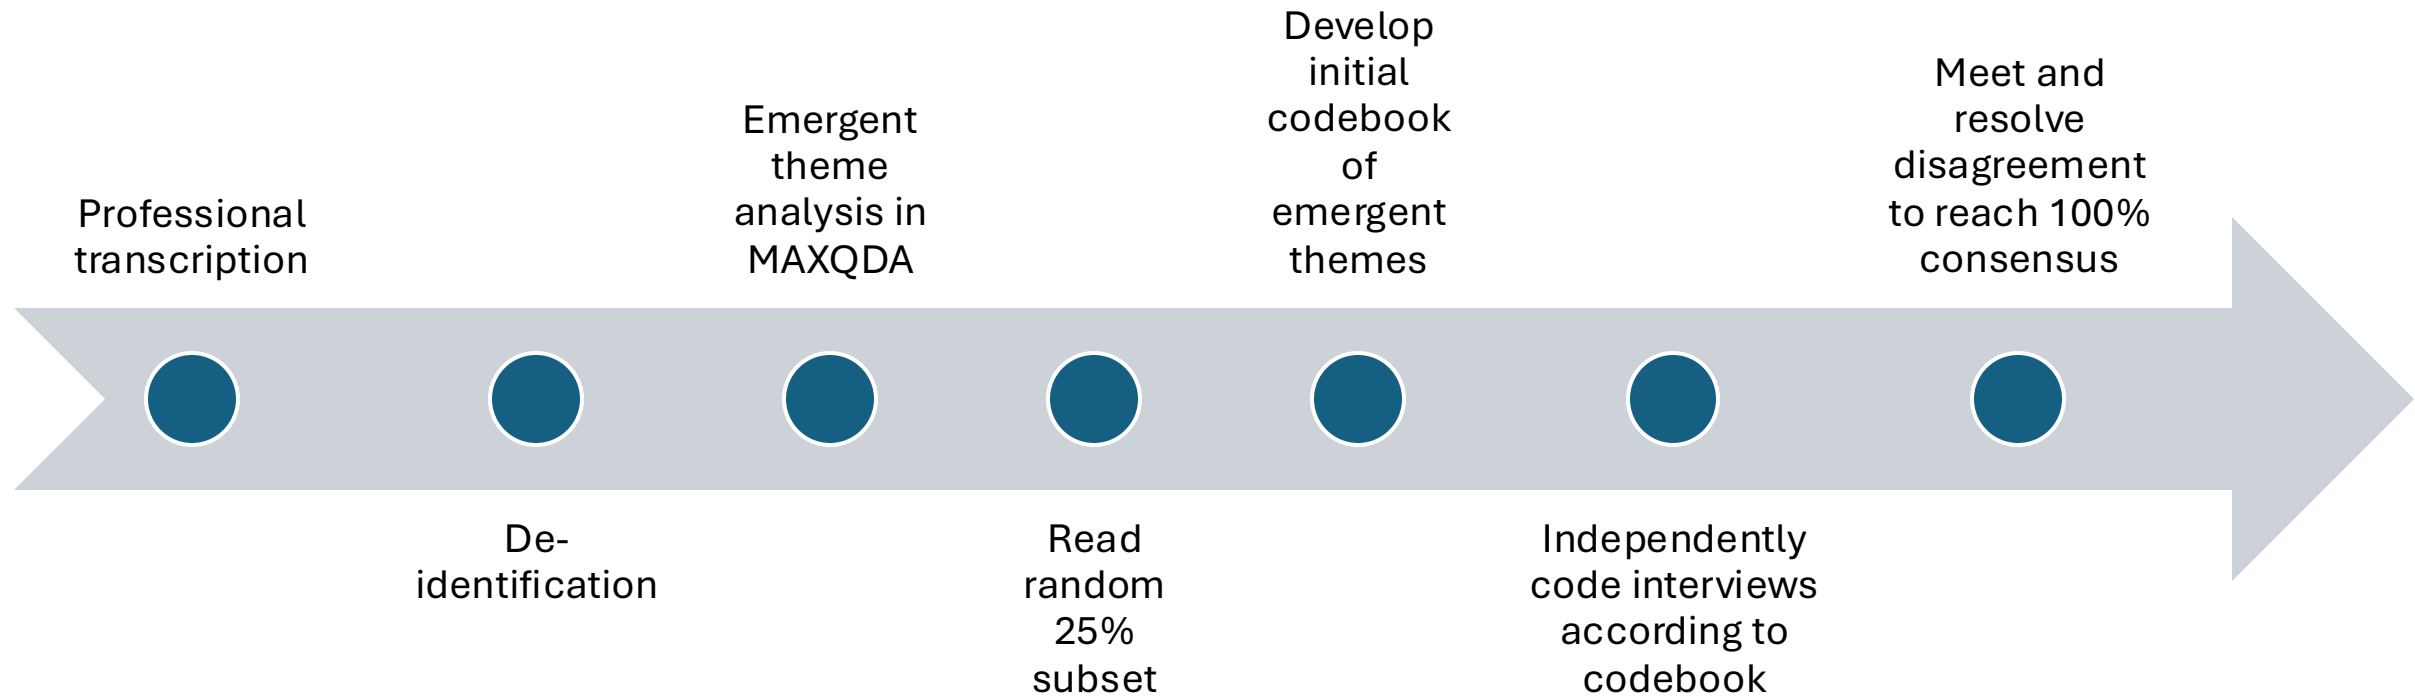 Professional
transcription
De-
identification
Emergent
theme
analysis in
MAXQDA
Read
random
25%
subset
Develop
initial
codebook
of
emergent
themes
Independently
code interviews
according to
codebook
Meet and
resolve
disagreement
to reach 100%
consensus